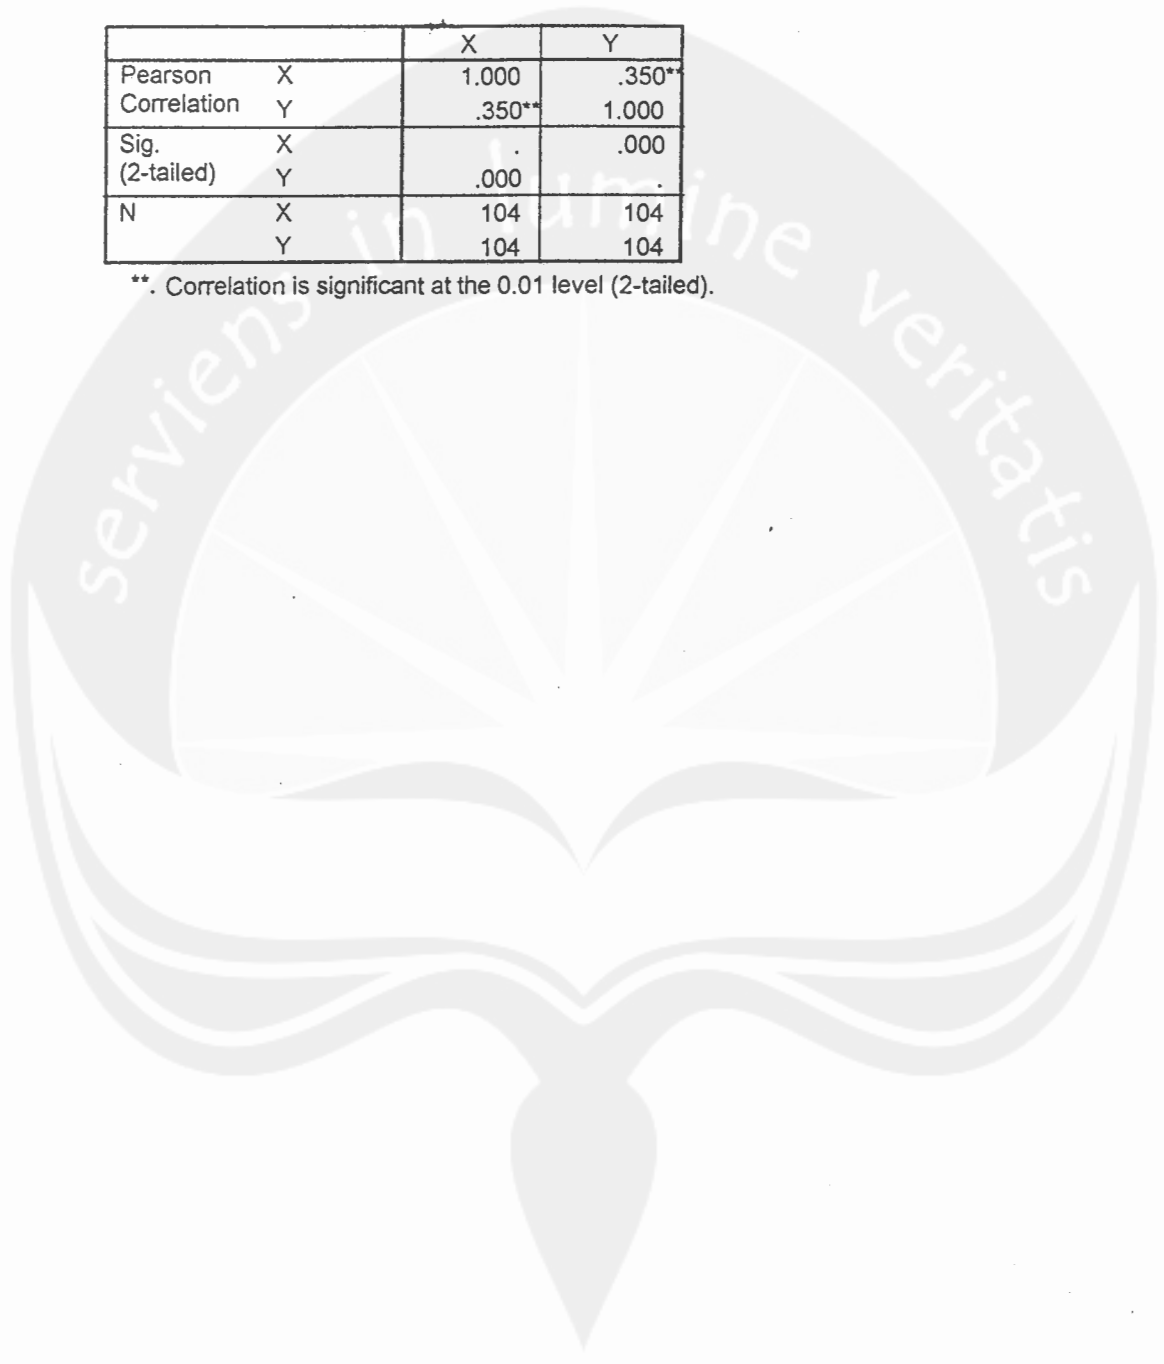 X Y
Pearson X 1.000 .350**
Correlation Y .350** 1.000
Sig. X . .000
(2-tailed) Y .000 .
N X 104 104
Y 104 104
**. Correlation is significant at the 0.01 level (2-tailed).
serviens in lumine veritatis